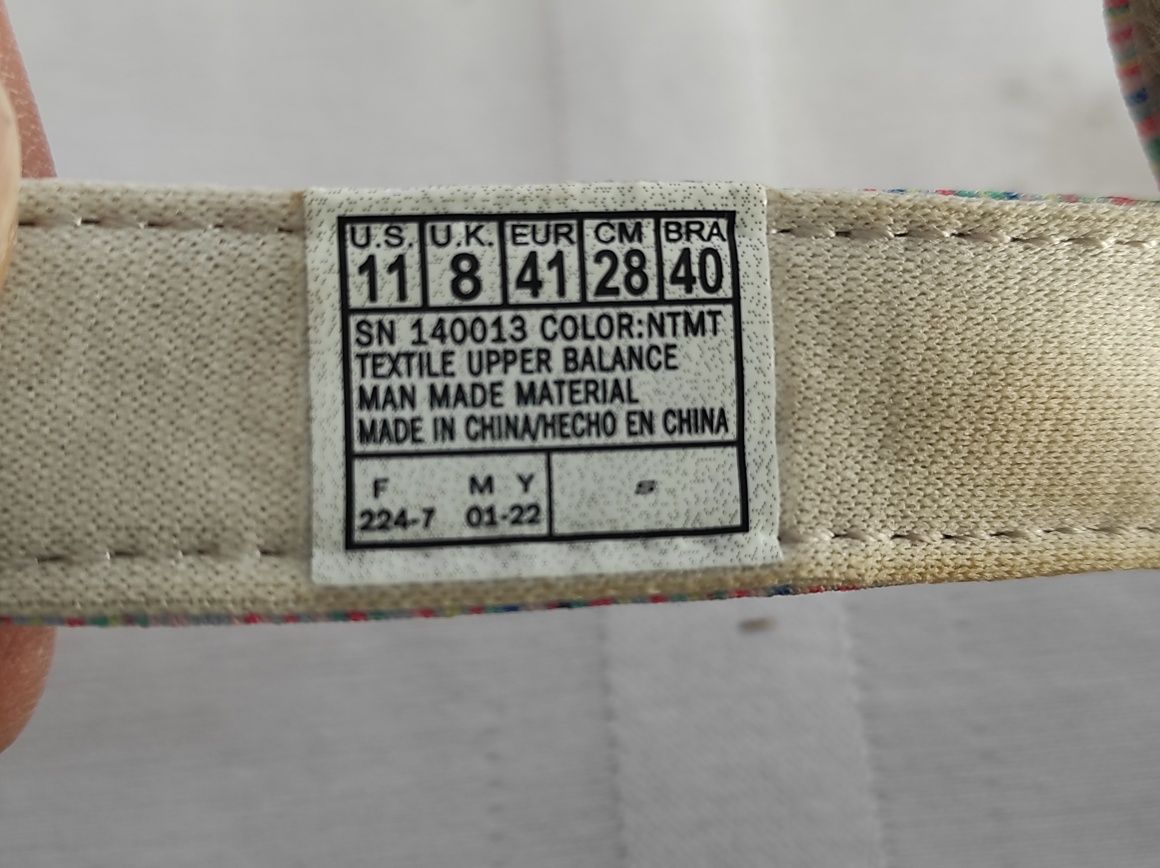 U.S. U.K. EUR CM BRA
11 8 41 28 40
SN 140013 COLOR:NTMT
TEXTILE UPPER BALANCE
MAN MADE MATERIAL
MADE IN CHINA/HECHO EN CHINA
F M Y S
224-7 01-22